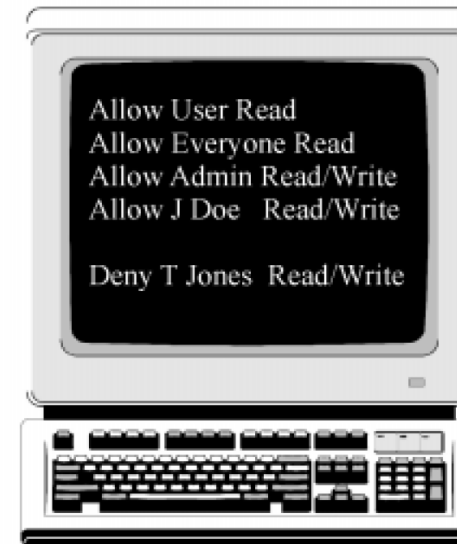 Allow User Read
Allow Everyone Read
Allow Admin Read/Write
Allow J Doe Read/Write
Deny T Jones Read/Write